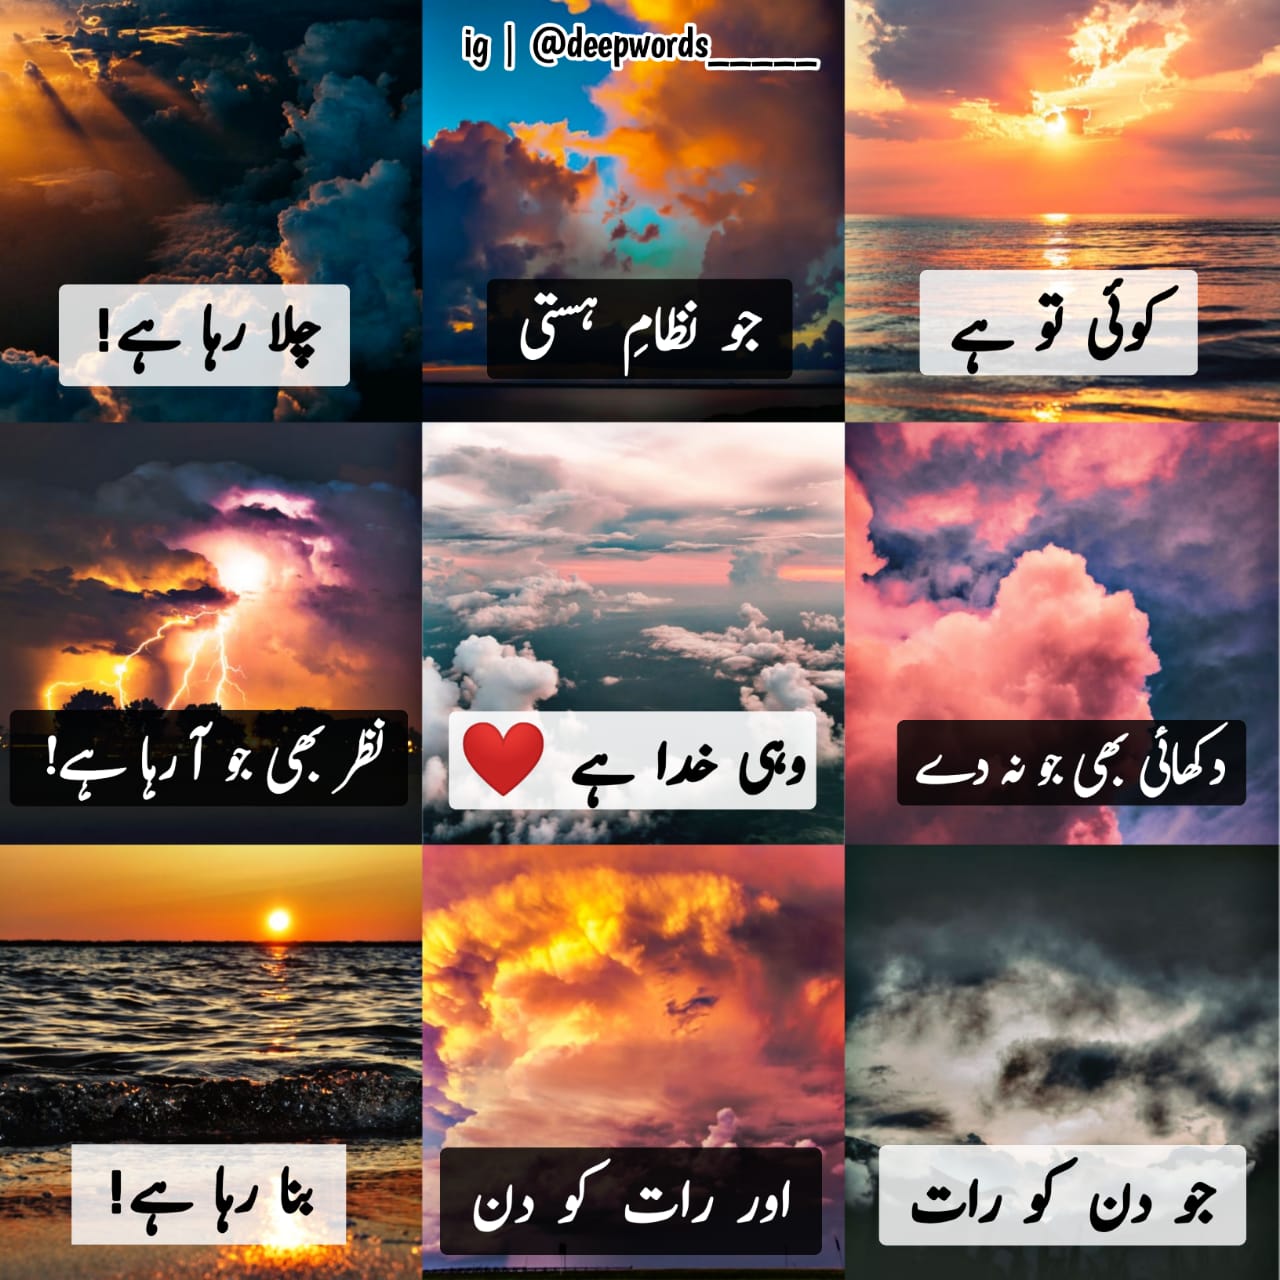 ig | @deepwords_____
کوئی تو ہے
جو نظامِ ہستی
چلا رہا ہے!
دکھائی بھی جو نہ دے
وہی خدا ہے ❤️
نظر بھی جو آ رہا ہے!
جو دن کو رات
اور رات کو دن
بنا رہا ہے!